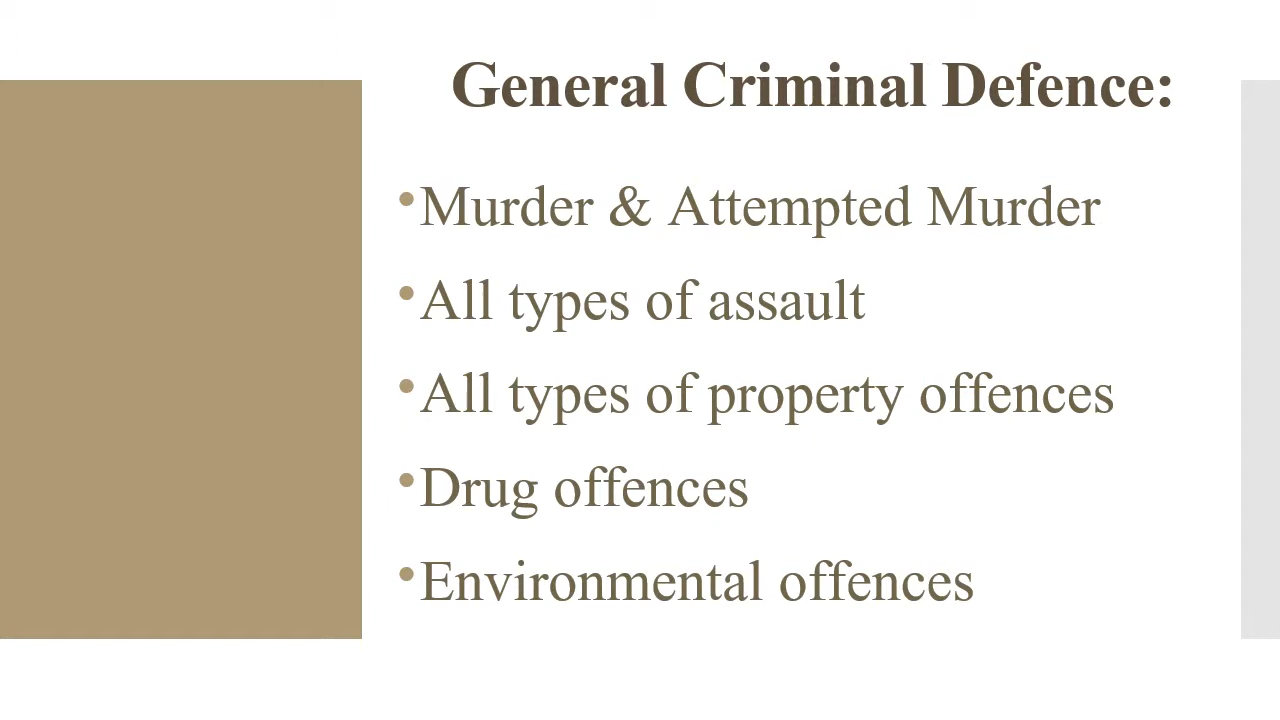 General Criminal Defence:
•Murder & Attempted Murder
•All types of assault
•All types of property offences
•Drug offences
•Environmental offences